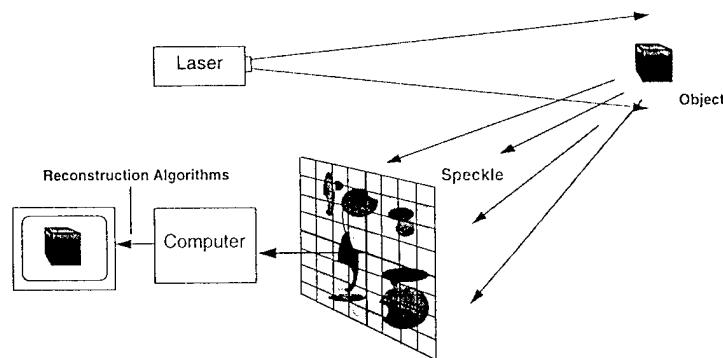 Laser
Object
Speckle
Reconstruction Algorithms
Computer